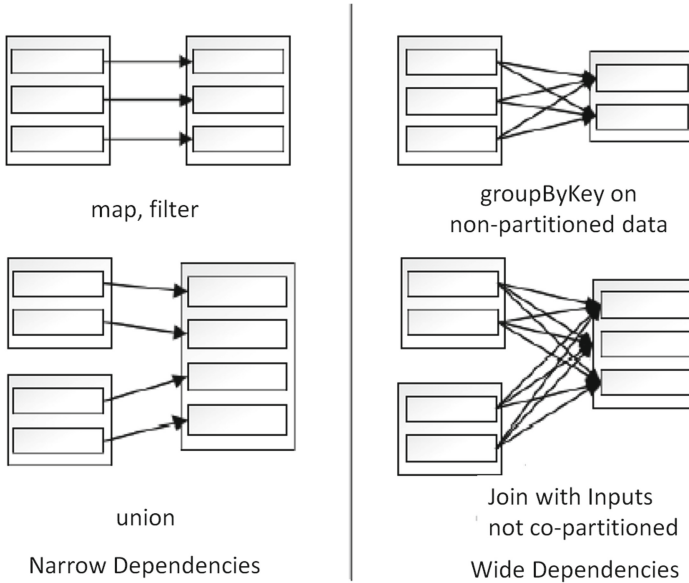 map, filter
union
Narrow Dependencies
groupByKey on
non-partitioned data
Join with Inputs
not co-partitioned
Wide Dependencies